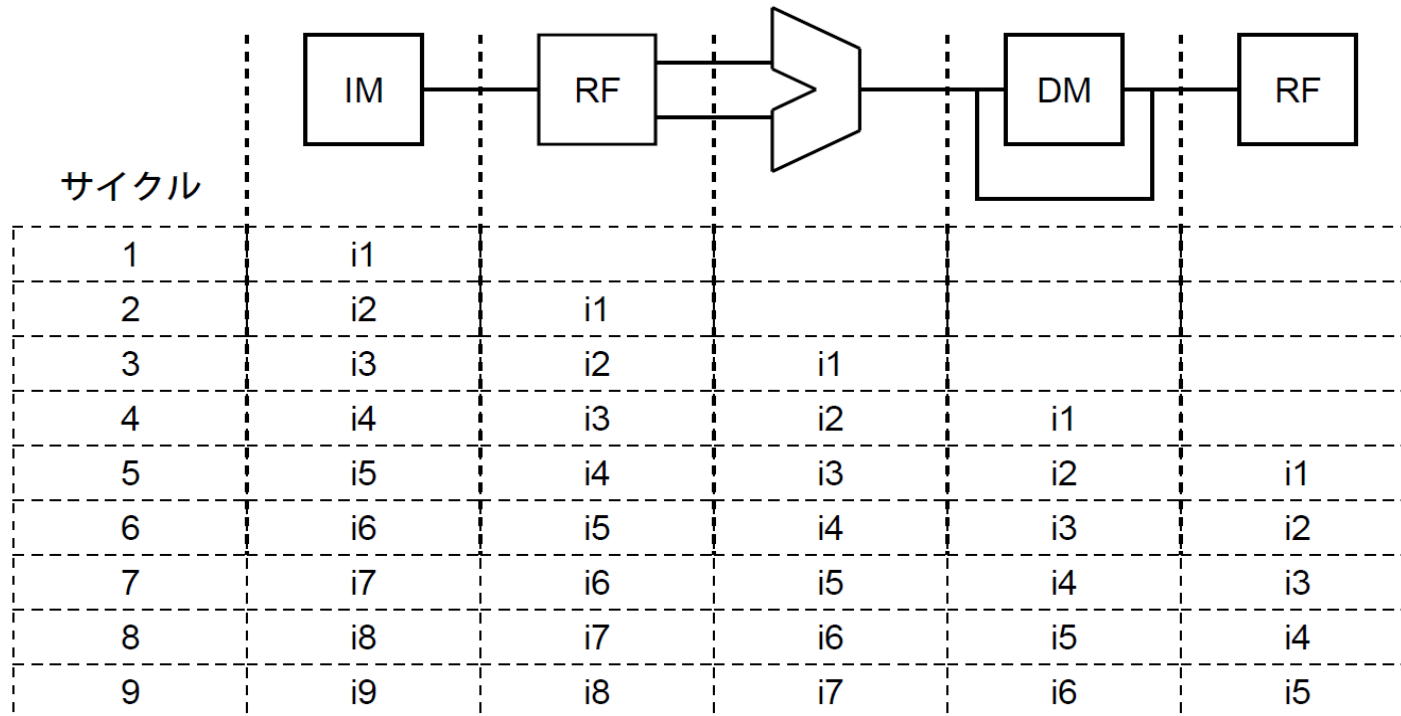 IM RF DM RF
サイクル
1 i1
2 i2 i1
3 i3 i2 i1
4 i4 i3 i2 i1
5 i5 i4 i3 i2 i1
6 i6 i5 i4 i3 i2
7 i7 i6 i5 i4 i3
8 i8 i7 i6 i5 i4
9 i9 i8 i7 i6 i5